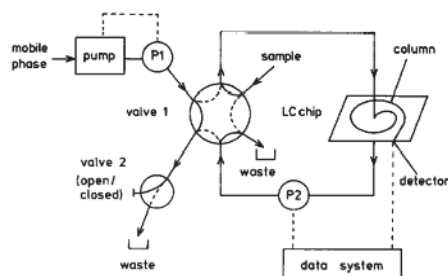 mobile
phase
pump
P1
sample
column
valve 1
LC chip
waste
valve 2
(open/
closed)
P2
detector
waste
data system